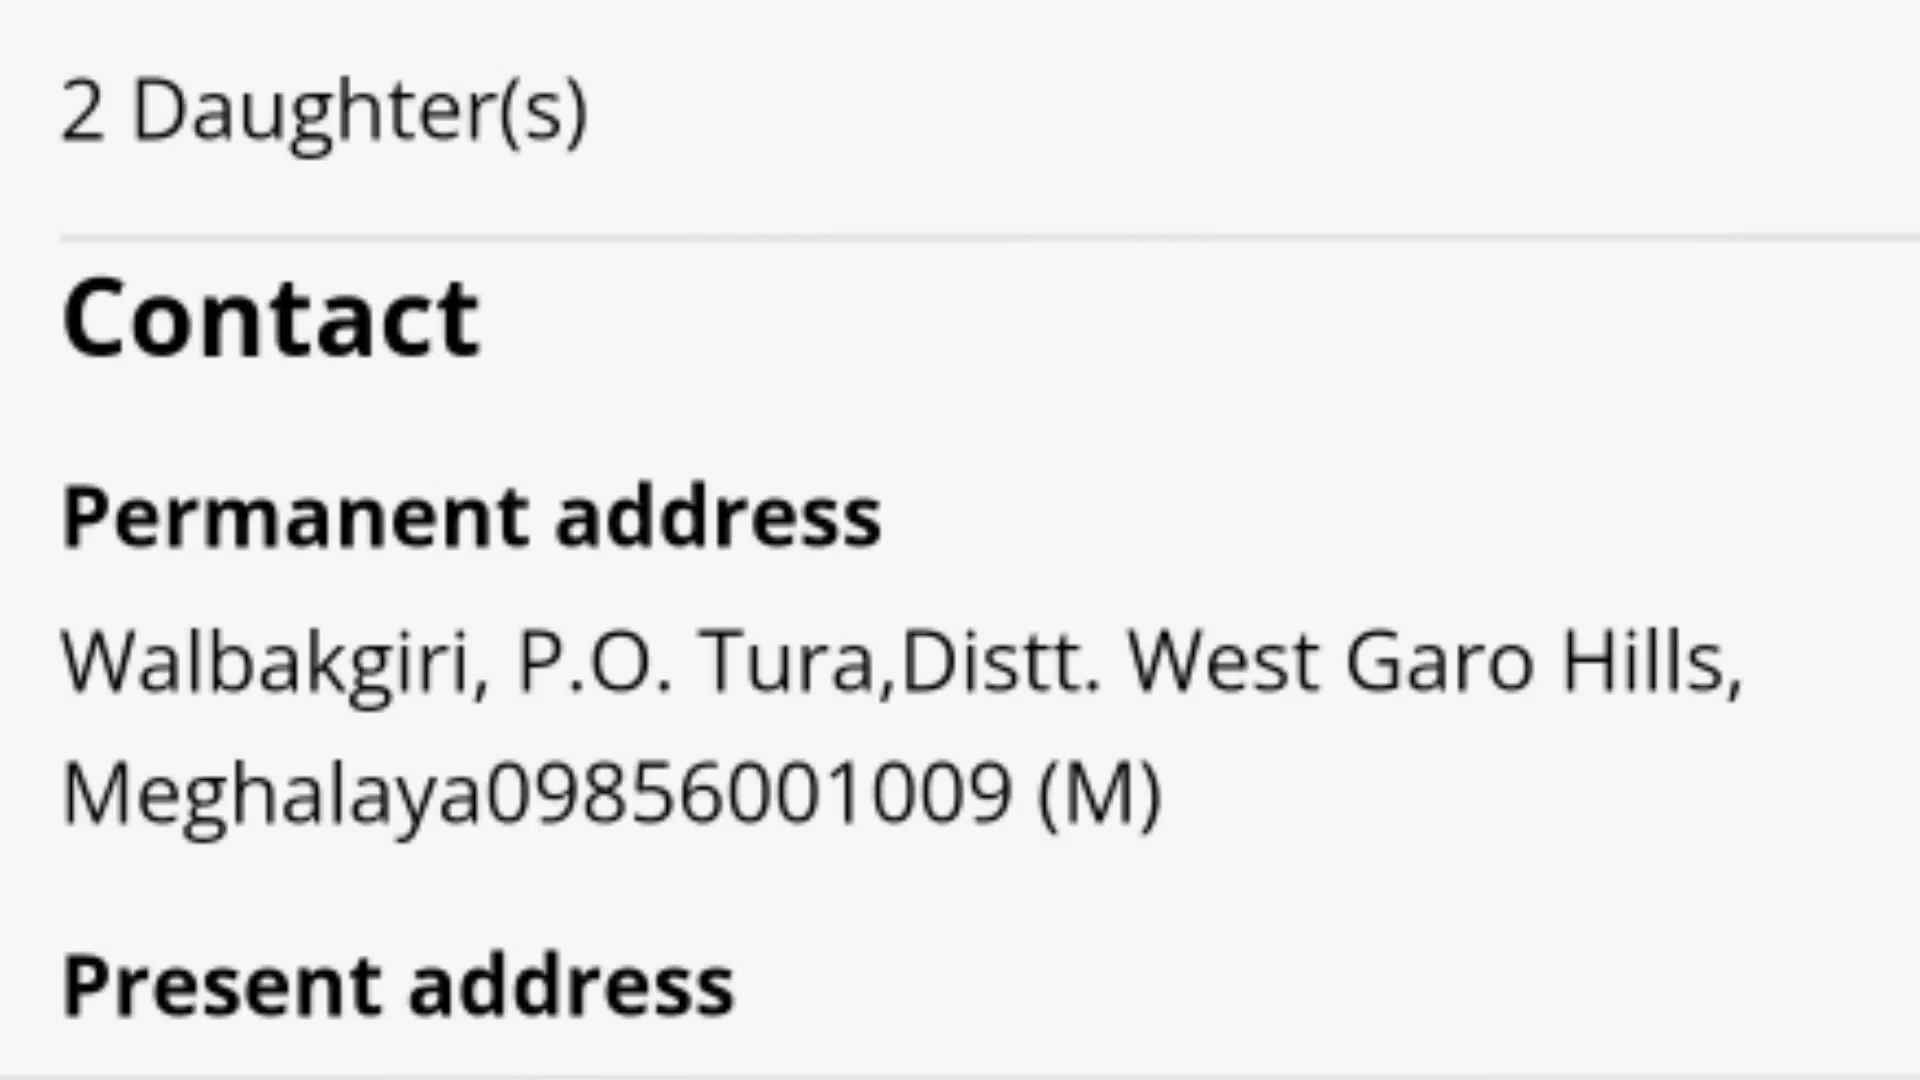 2 Daughter(s)
Contact
Permanent address
Walbakgiri, P.O. Tura,Distt. West Garo Hills,
Meghalaya09856001009 (M)
Present address